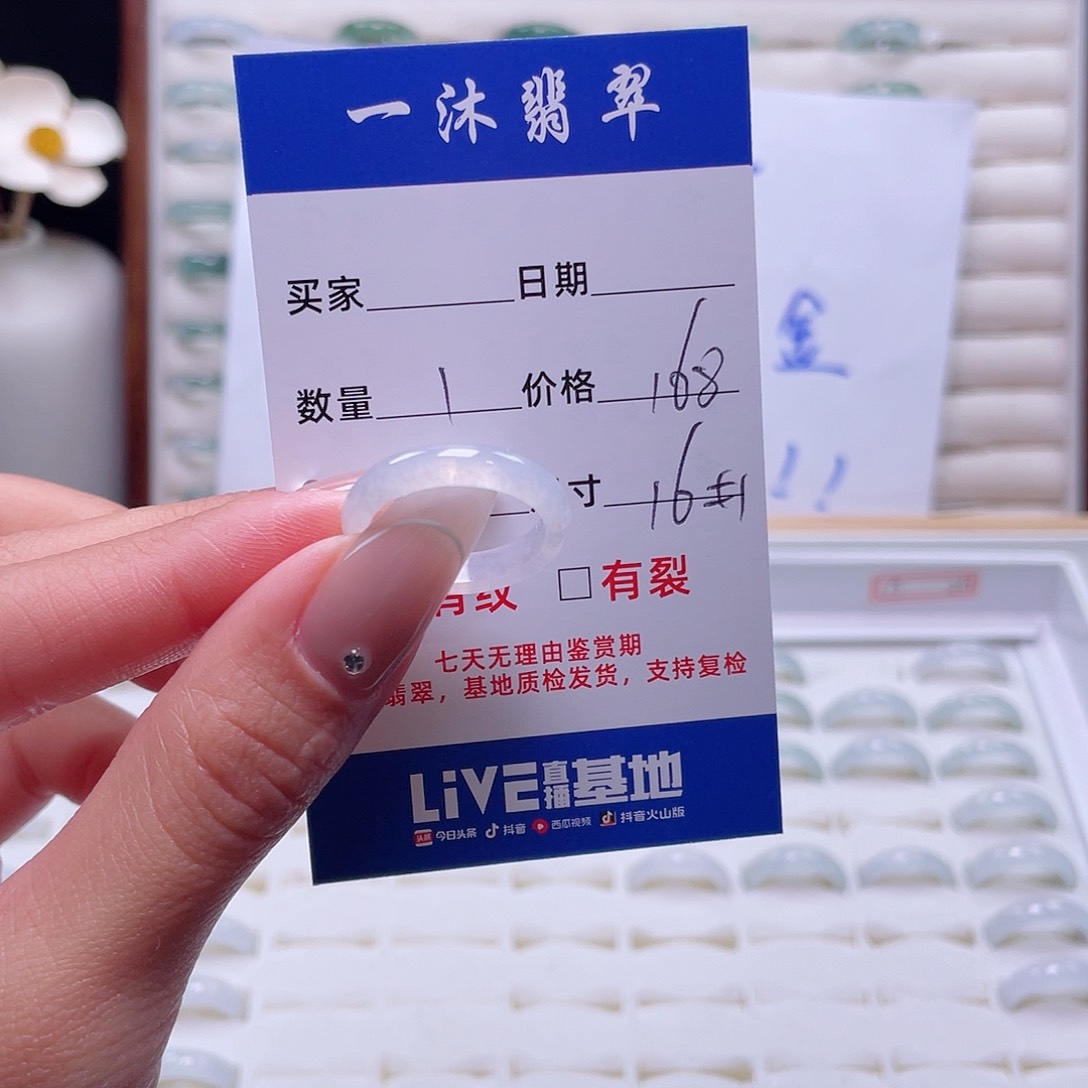 一沐翡翠
买家 日期
数量 1 价格 168
寸 16#
有纹 □有裂
七天无理由鉴赏期
翡翠，基地质检发货，支持复检
LiVE直播基地
头条 今日头条 抖音 西瓜视频 抖音火山版
金
!!